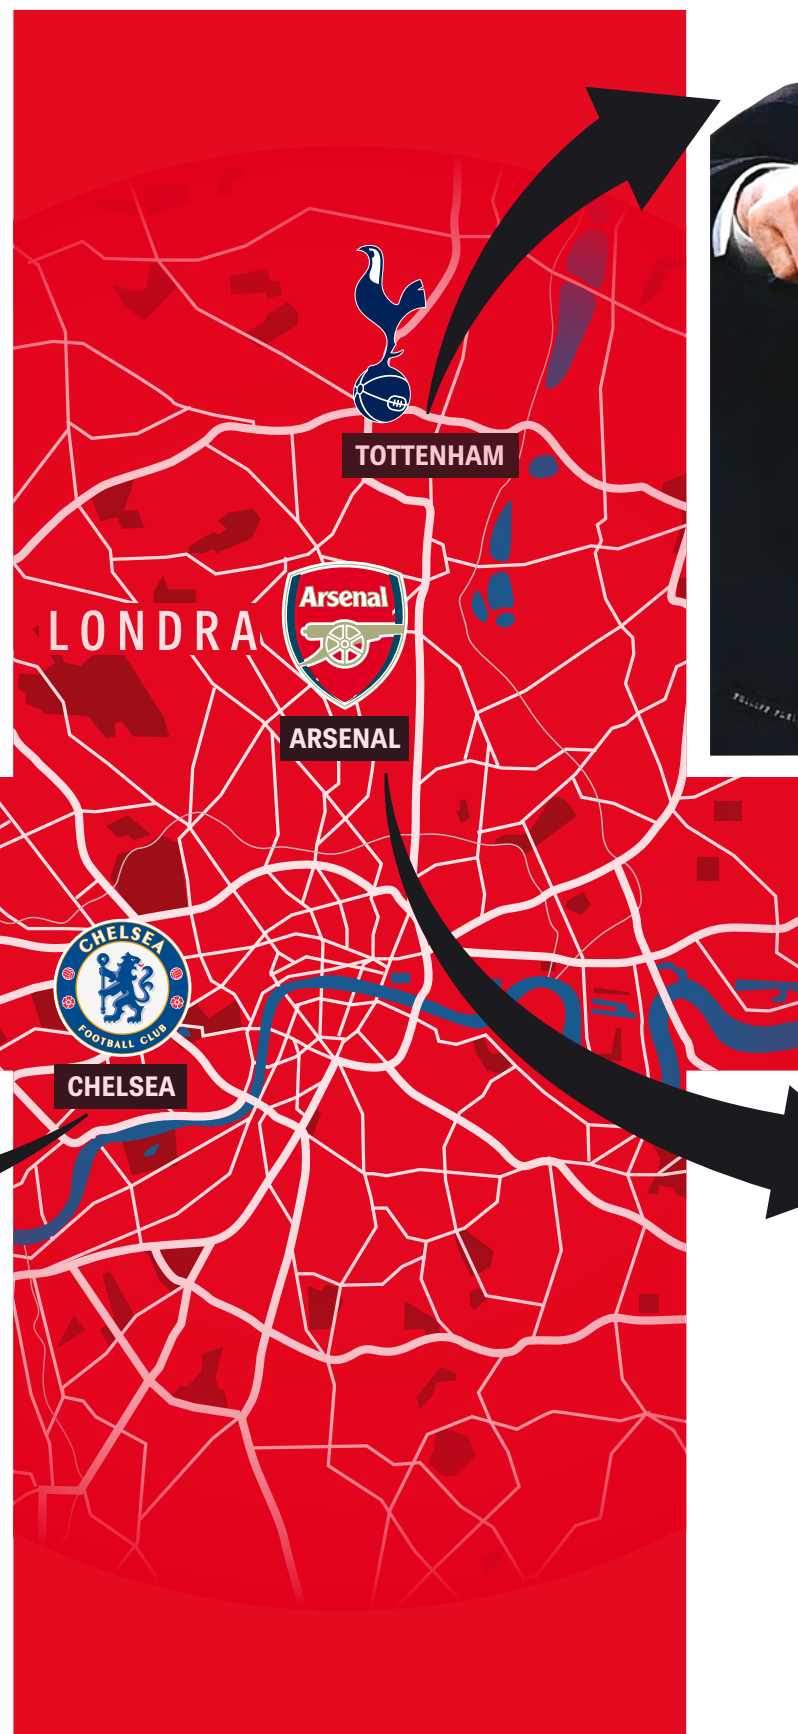 TOTTENHAM
Arsenal
LONDRA
ARSENAL
CHELSEA
FOOTBALL CLUB
CHELSEA